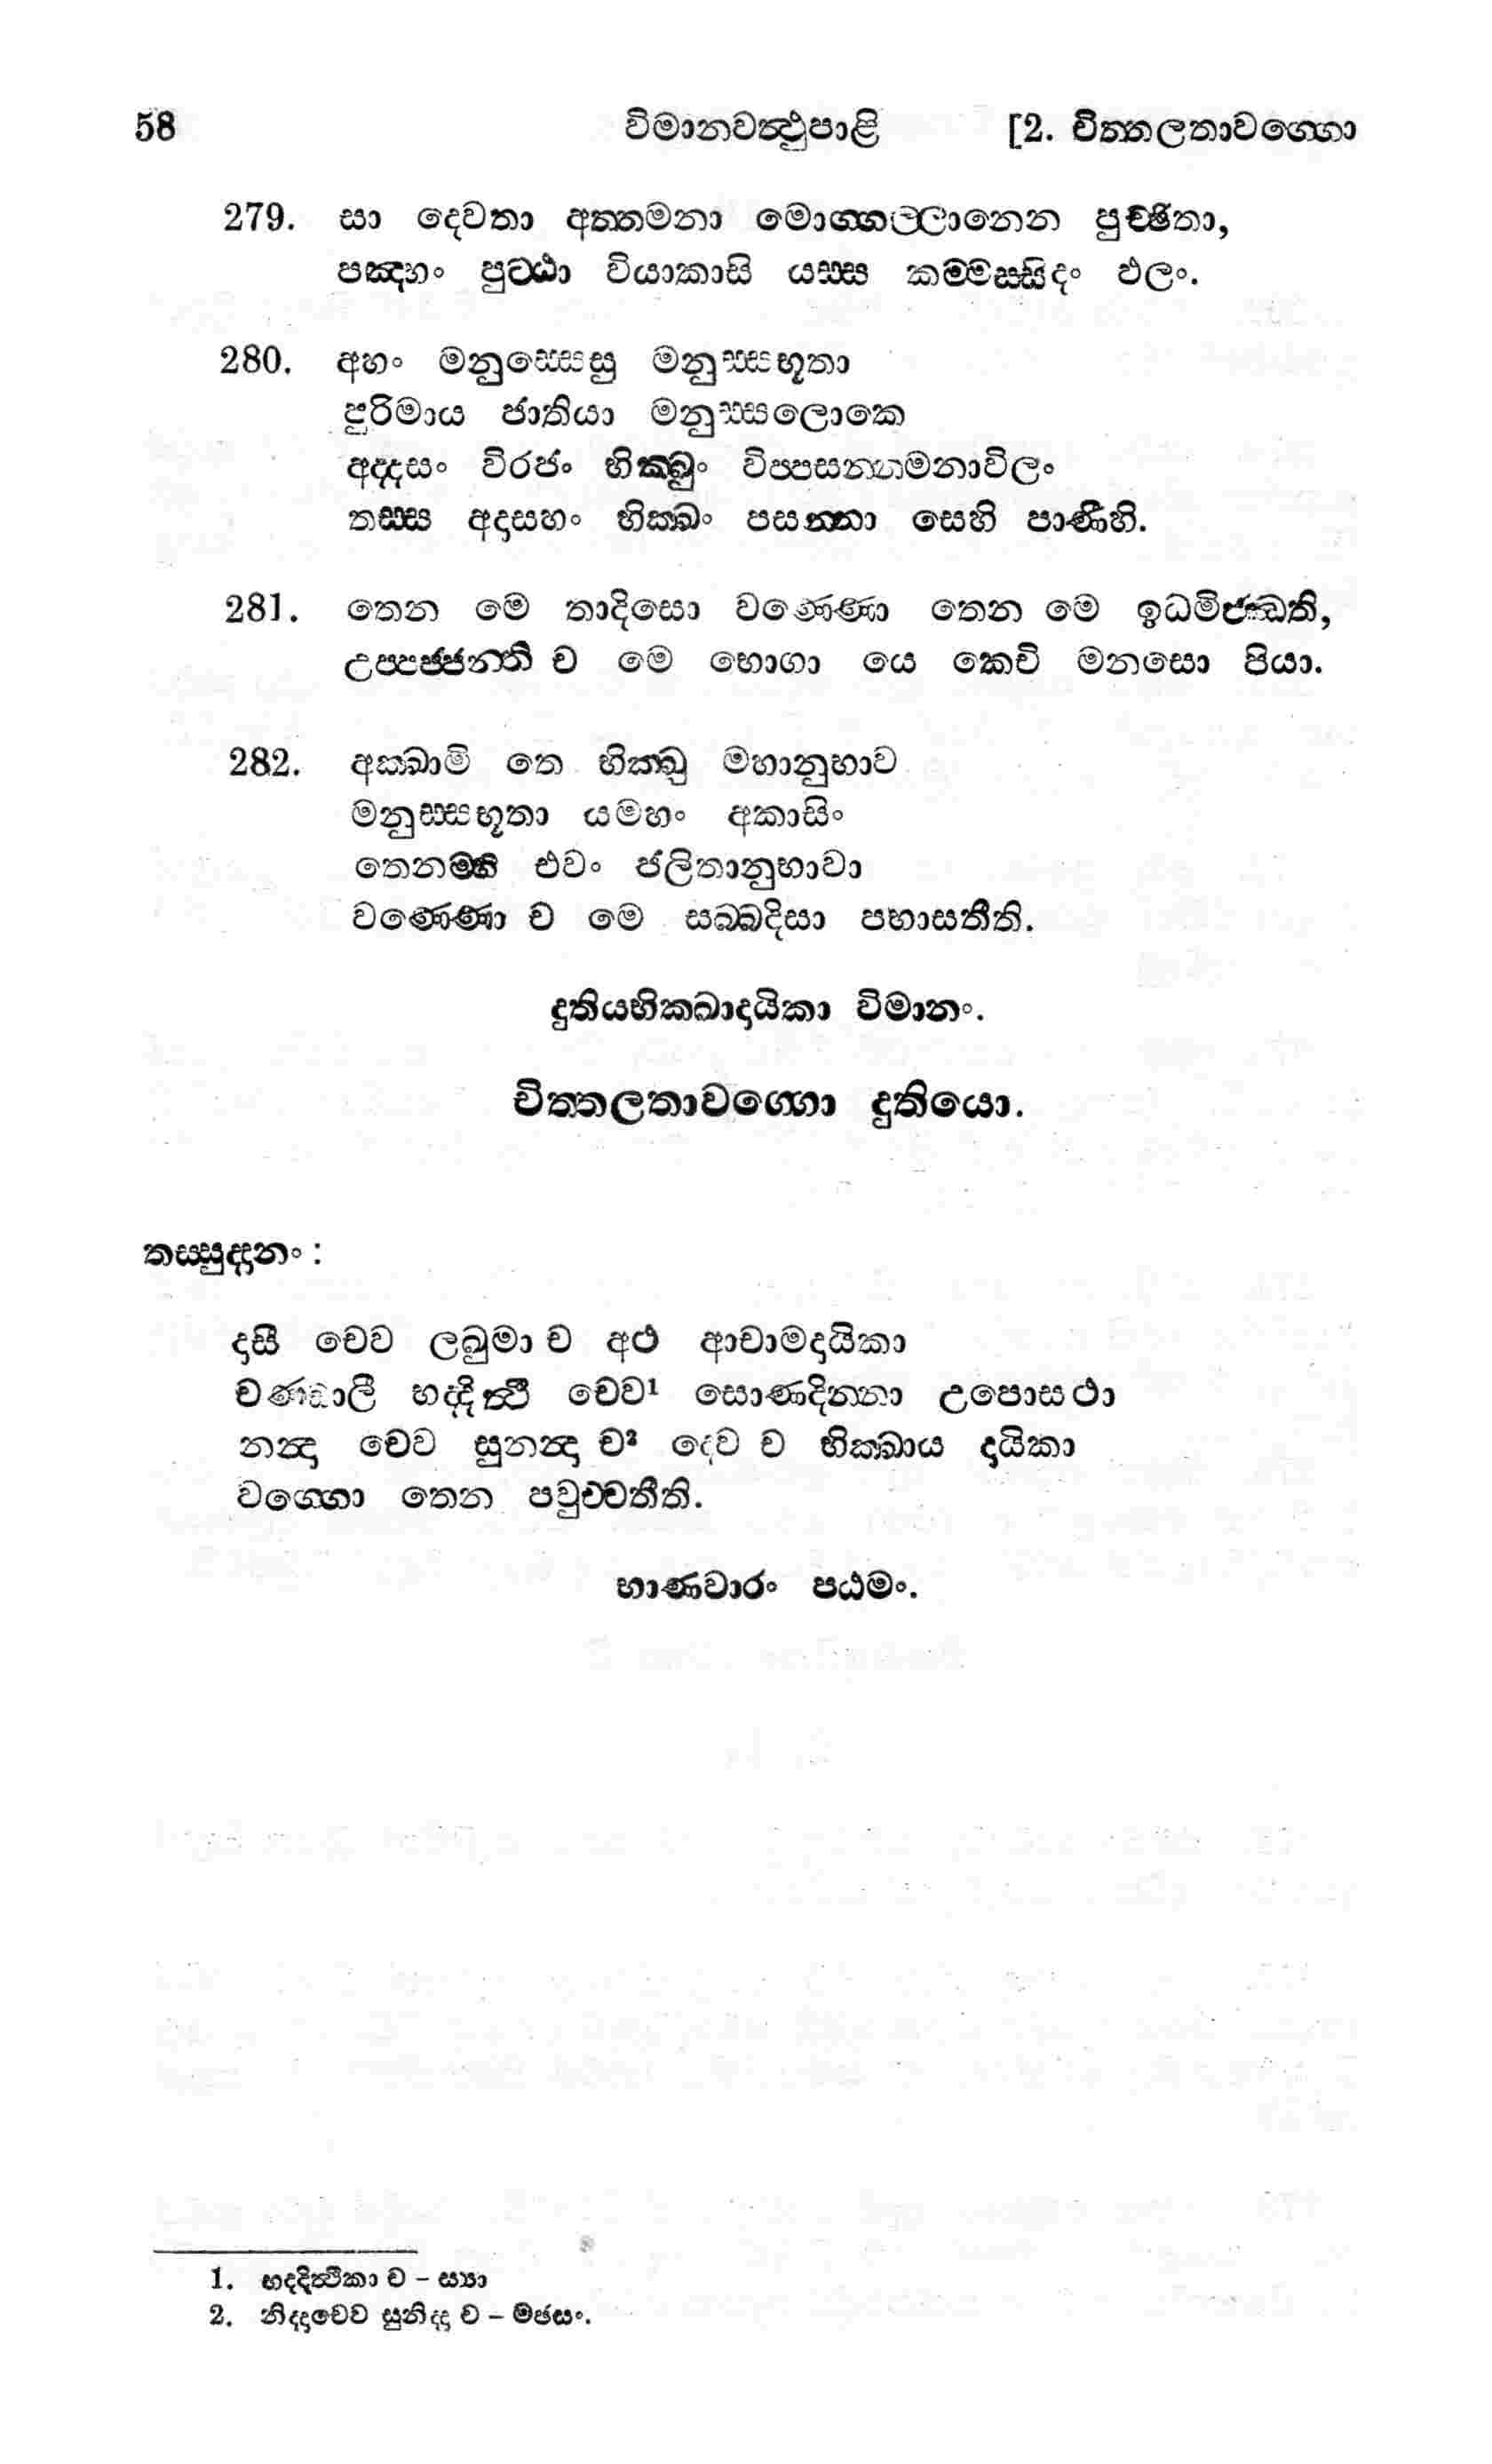 58 විමානවත්‍ථුපාළි [2. චිත්තලතාවග්ගො
279. සා දෙවතා අත්තමනා මොග්ගල්ලානෙන පුච්ඡිතා,
පඤ්හං පුට්ඨා වියාකාසි යස්ස කම්මස්සිදං ඵලං.
280. අහං මනුස්සෙසු මනුස්සභූතා
පුරිමාය ජාතියා මනුස්සලොකෙ
අද්දසං විරජං භික්ඛුං විප්පසන්නමනාවිලං
තස්ස අදාසහං භික්ඛං පසන්නා සෙහි පාණීහි.
281. තෙන මෙ තාදිසො වණ්ණො තෙන මෙ ඉධමිජ්ඣති,
උප්පජ්ජන්ති ච මෙ භොගා යෙ කෙචි මනසො පියා.
282. අක්ඛාමි තෙ භික්ඛු මහානුභාව
මනුස්සභූතා යමහං අකාසිං
තෙනම්හි එවං ජලිතානුභාවා
වණ්ණො ච මෙ සබ්බදිසා පභාසතීති.
දුතියභික්ඛාදායිකා විමානං.
චිත්තලතාවග්ගො දුතියො.
තස්සුද්දානං :
දාසී චෙව ලඛුමා ච අථ ආචාමදායිකා
චණ්ඩාලී භද්දිත්‍ථී චෙව¹ සොණදින්නා උපොසථා
නන්‍දා චෙව සුනන්‍දා ච² ද්වෙ ච භික්ඛාය දායිකා
වග්ගො තෙන පවුච්චතීති.
භාණවාරං පඨමං.
1. භද්දිත්‍ථිකා ච – ස්‍යා
2. නිද්දාචෙව සුනිද්දා ච – මජසං.